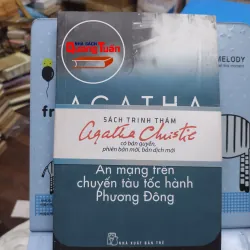 NHÀ SÁCH
Hương Tuấn
AGATHA
SÁCH TRINH THÁM
Agatha Christie
có bản quyền,
phiên bản mới, bản dịch mới
Án mạng trên
chuyến tàu tốc hành
Phương Đông
NHÀ XUẤT BẢN TRẺ
MELODY